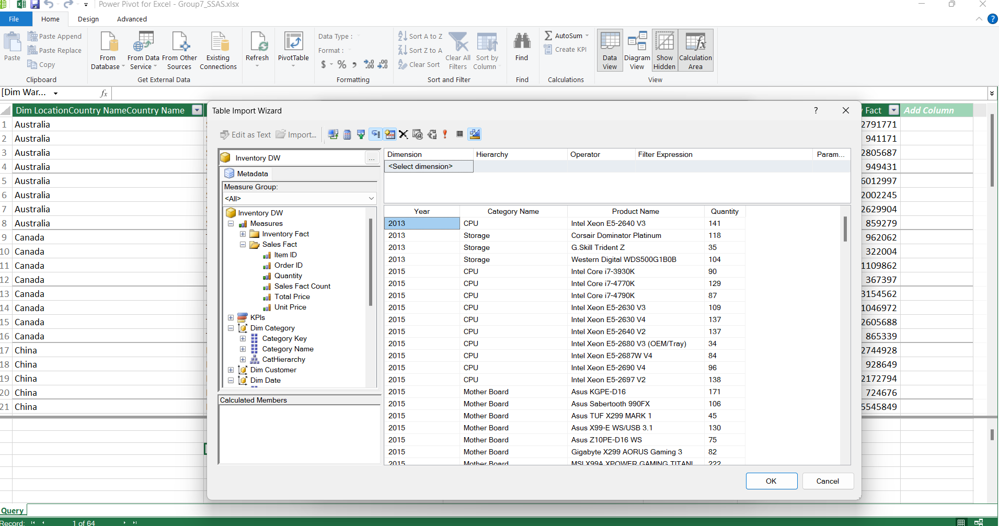 Power Pivot for Excel - Group7_SSAS.xlsx
File Home Design Advanced
Paste
Paste Append
Paste Replace
Copy
Clipboard
From Database
From Data Service
From Other Sources
Existing Connections
Get External Data
Refresh
PivotTable
Data Type :
Format :
$ % , .00 .00
Formatting
Sort A to Z
Sort Z to A
Clear Sort
Clear All Filters
Sort by Column
Sort and Filter
Find
Find
AutoSum
Create KPI
Calculations
Data View
Diagram View
Show Hidden
Calculation Area
View
[Dim War... fx
Dim LocationCountry NameCountry Name
Fact Add Column
1 Australia 2791771
2 Australia 941171
3 Australia 2805687
4 Australia 949431
5 Australia 6012997
6 Australia 2002245
7 Australia 2629904
8 Australia 859279
9 Canada 962062
10 Canada 322004
11 Canada 1109862
12 Canada 367397
13 Canada 3154562
14 Canada 1046972
15 Canada 2605688
16 Canada 865339
17 China 2744928
18 China 928649
19 China 2172794
20 China 724676
21 China 5545849
Table Import Wizard ?
Edit as Text Import...
Inventory DW ...
Metadata
Measure Group:
<All>
Inventory DW
Measures
Inventory Fact
Sales Fact
Item ID
Order ID
Quantity
Sales Fact Count
Total Price
Unit Price
KPIs
Dim Category
Category Key
Category Name
CatHierarchy
Dim Customer
Dim Date
Calculated Members
Dimension Hierarchy Operator Filter Expression Param...
<Select dimension>
Year Category Name Product Name Quantity
2013 CPU Intel Xeon E5-2640 V3 141
2013 Storage Corsair Dominator Platinum 118
2013 Storage G.Skill Trident Z 35
2013 Storage Western Digital WDS500G1B0B 104
2015 CPU Intel Core i7-3930K 90
2015 CPU Intel Core i7-4770K 129
2015 CPU Intel Core i7-4790K 87
2015 CPU Intel Xeon E5-2630 V3 109
2015 CPU Intel Xeon E5-2630 V4 137
2015 CPU Intel Xeon E5-2640 V2 137
2015 CPU Intel Xeon E5-2680 V3 (OEM/Tray) 34
2015 CPU Intel Xeon E5-2687W V4 84
2015 CPU Intel Xeon E5-2690 V4 96
2015 CPU Intel Xeon E5-2697 V2 138
2015 Mother Board Asus KGPE-D16 171
2015 Mother Board Asus Sabertooth 990FX 106
2015 Mother Board Asus TUF X299 MARK 1 45
2015 Mother Board Asus X99-E WS/USB 3.1 130
2015 Mother Board Asus Z10PE-D16 WS 75
2015 Mother Board Gigabyte X299 AORUS Gaming 3 82
2015 Mother Board MSI X99A XPOWER GAMING TITANI 222
OK Cancel
Query
Record: 1 of 64